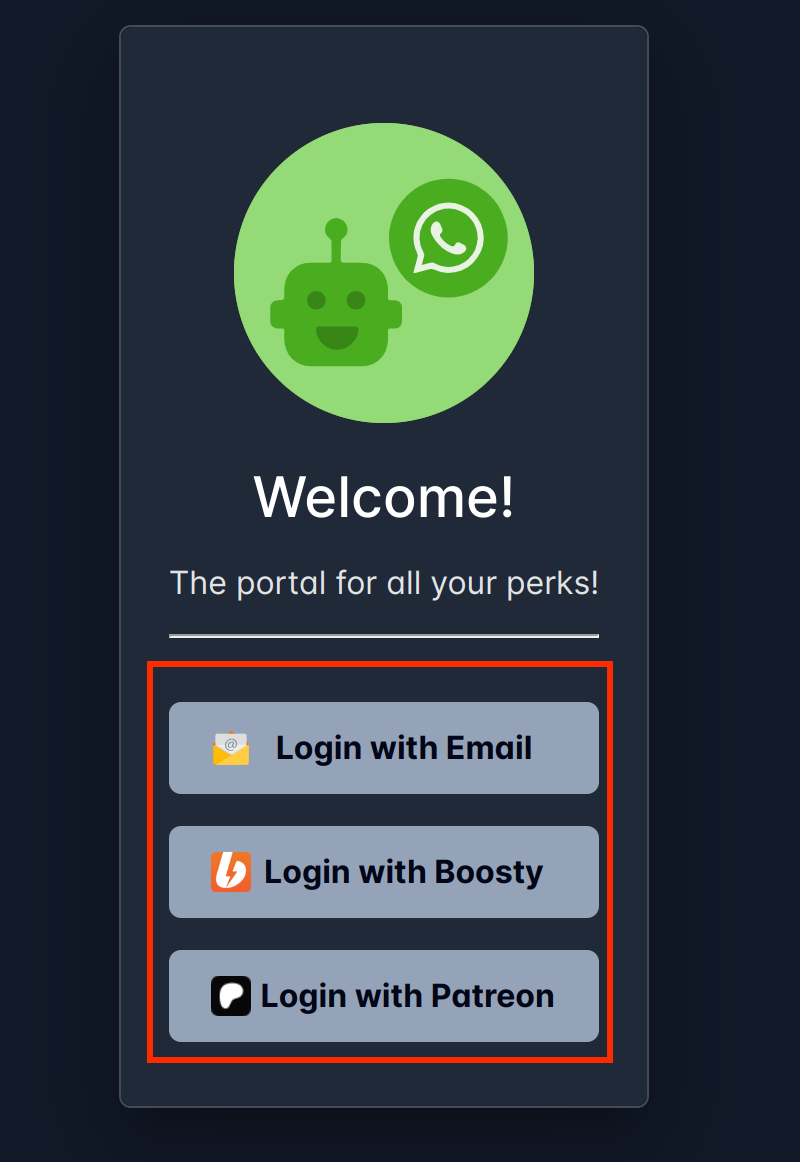 Welcome!
The portal for all your perks!
Login with Email
Login with Boosty
Login with Patreon